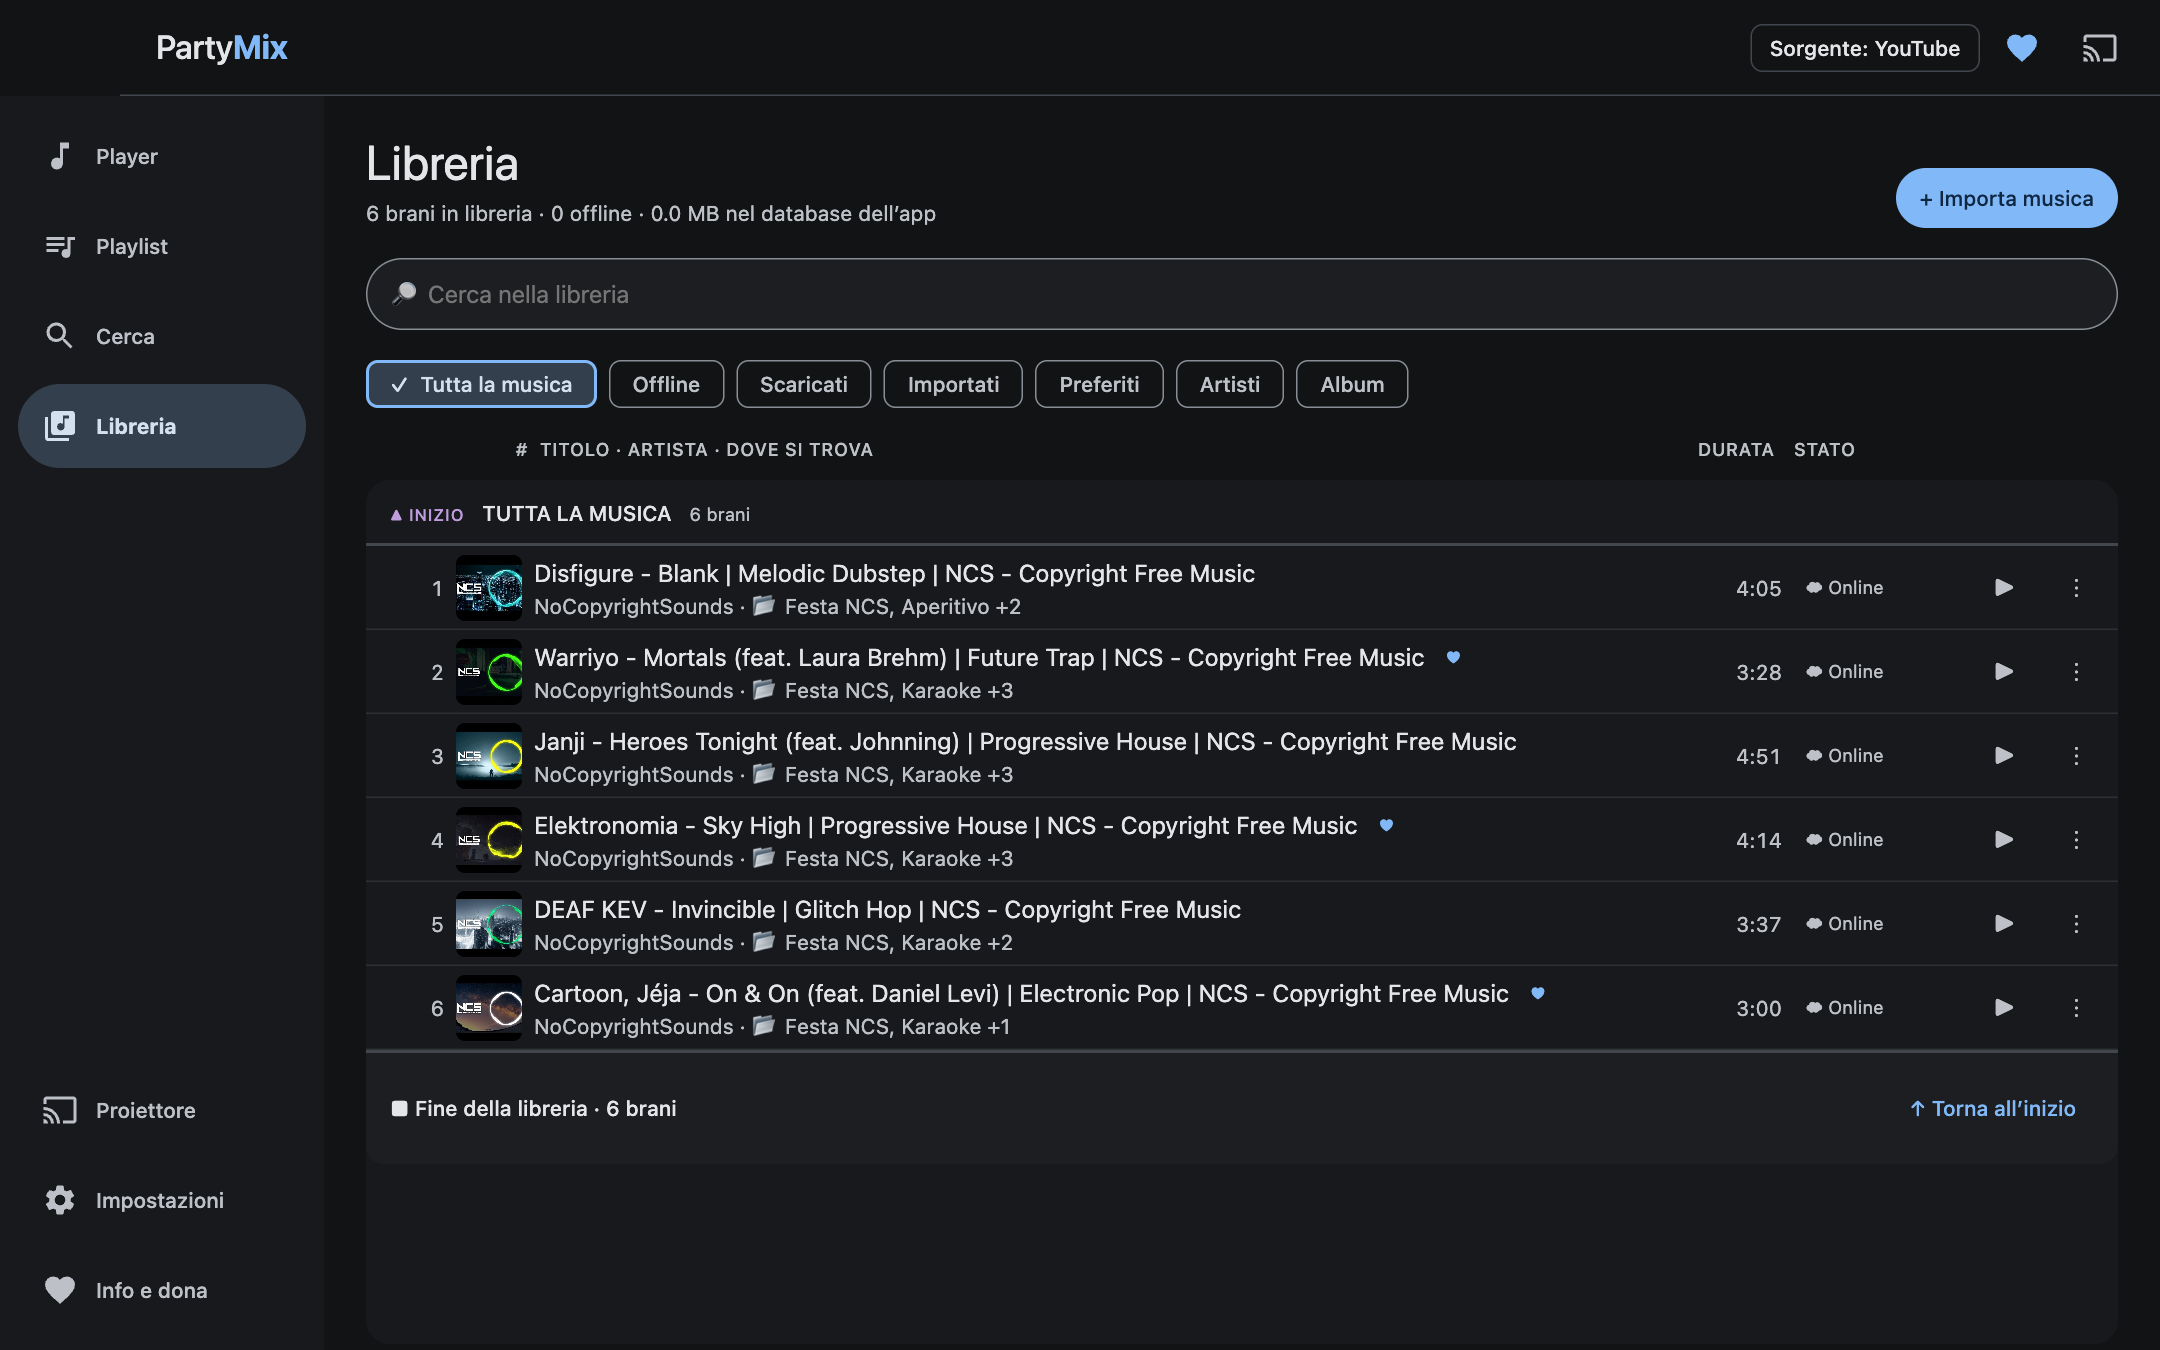 PartyMix
Sorgente: YouTube
Player
Playlist
Cerca
Libreria
Proiettore
Impostazioni
Info e dona
Libreria
6 brani in libreria · 0 offline · 0.0 MB nel database dell’app
+ Importa musica
Cerca nella libreria
✓ Tutta la musica
Offline
Scaricati
Importati
Preferiti
Artisti
Album
# TITOLO · ARTISTA · DOVE SI TROVA
DURATA
STATO
▲ INIZIO TUTTA LA MUSICA 6 brani
1
NCS
Disfigure - Blank | Melodic Dubstep | NCS - Copyright Free Music
NoCopyrightSounds · Festa NCS, Aperitivo +2
4:05
Online
2
NCS
Warriyo - Mortals (feat. Laura Brehm) | Future Trap | NCS - Copyright Free Music
NoCopyrightSounds · Festa NCS, Karaoke +3
3:28
Online
3
NCS
Janji - Heroes Tonight (feat. Johnning) | Progressive House | NCS - Copyright Free Music
NoCopyrightSounds · Festa NCS, Karaoke +3
4:51
Online
4
NCS
Elektronomia - Sky High | Progressive House | NCS - Copyright Free Music
NoCopyrightSounds · Festa NCS, Karaoke +3
4:14
Online
5
NCS
DEAF KEV - Invincible | Glitch Hop | NCS - Copyright Free Music
NoCopyrightSounds · Festa NCS, Karaoke +2
3:37
Online
6
NCS
Cartoon, Jéja - On & On (feat. Daniel Levi) | Electronic Pop | NCS - Copyright Free Music
NoCopyrightSounds · Festa NCS, Karaoke +1
3:00
Online
Fine della libreria · 6 brani
↑ Torna all’inizio